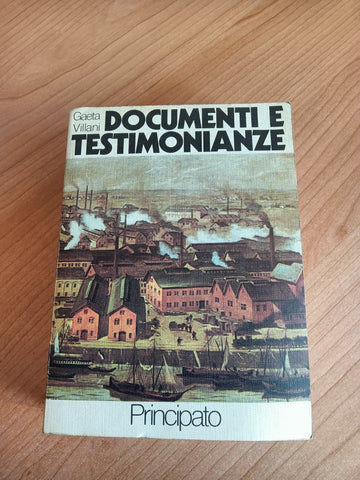 Gaeta
Villani
DOCUMENTI E
TESTIMONIANZE
Principato